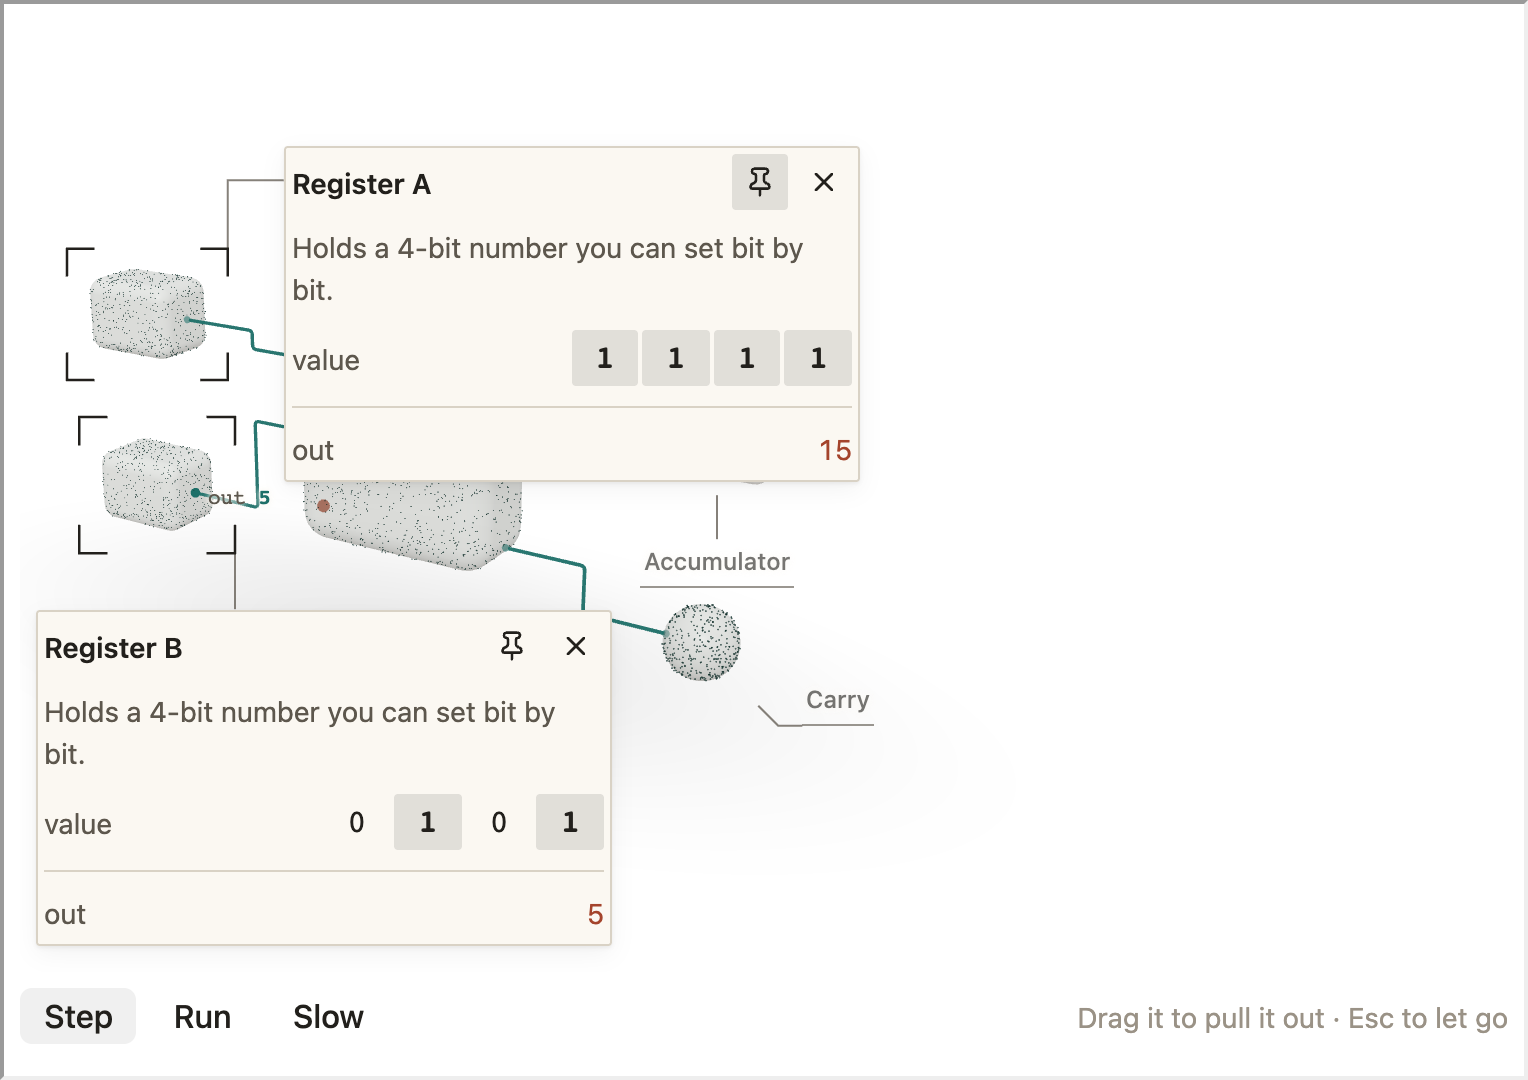 Register A
Holds a 4-bit number you can set bit by
bit.
value 1 1 1 1
out 15
out 5
Accumulator
Register B
Holds a 4-bit number you can set bit by
bit.
value 0 1 0 1
out 5
Carry
Step Run Slow
Drag it to pull it out · Esc to let go